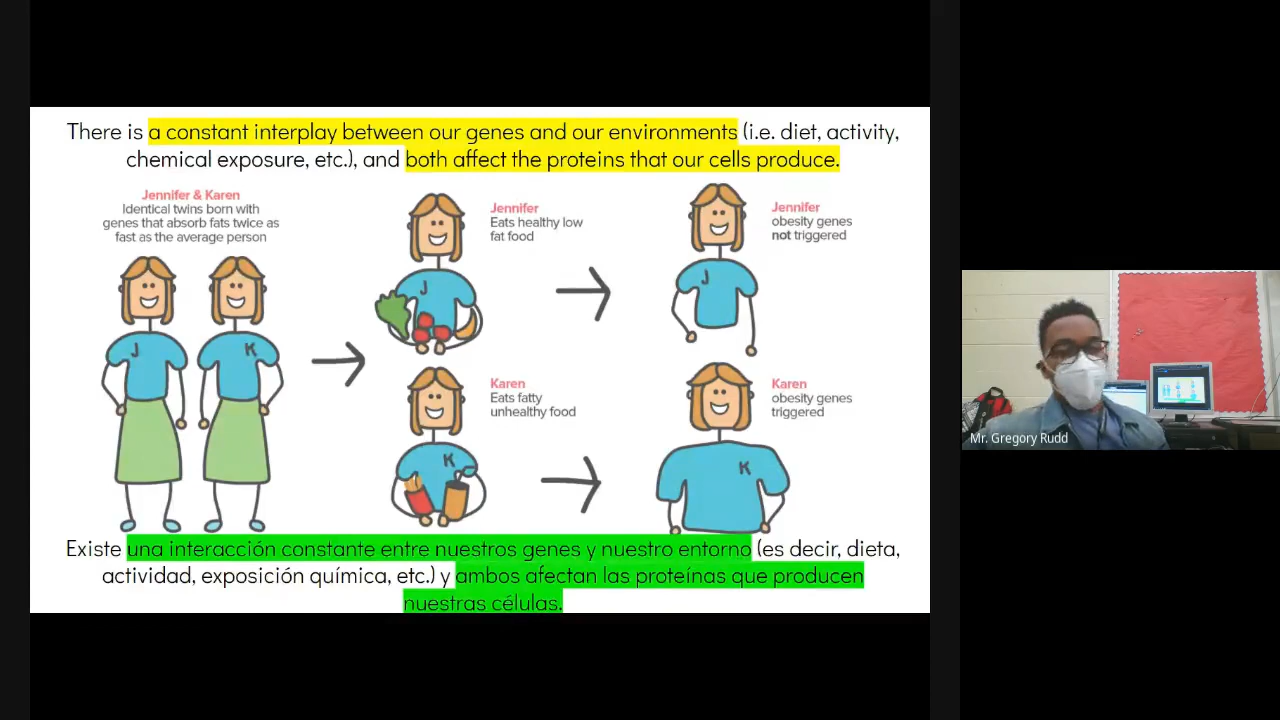 There is a constant interplay between our genes and our environments (i.e. diet, activity,
chemical exposure, etc.), and both affect the proteins that our cells produce.
Jennifer & Karen
Identical twins born with
genes that absorb fats twice as
fast as the average person
J
K
Jennifer
Eats healthy low
fat food
J
Jennifer
obesity genes
not triggered
J
Karen
Eats fatty
unhealthy food
K
Karen
obesity genes
triggered
K
Existe una interacción constante entre nuestros genes y nuestro entorno (es decir, dieta,
actividad, exposición química, etc.) y ambos afectan las proteínas que producen
nuestras células.
Mr. Gregory Rudd